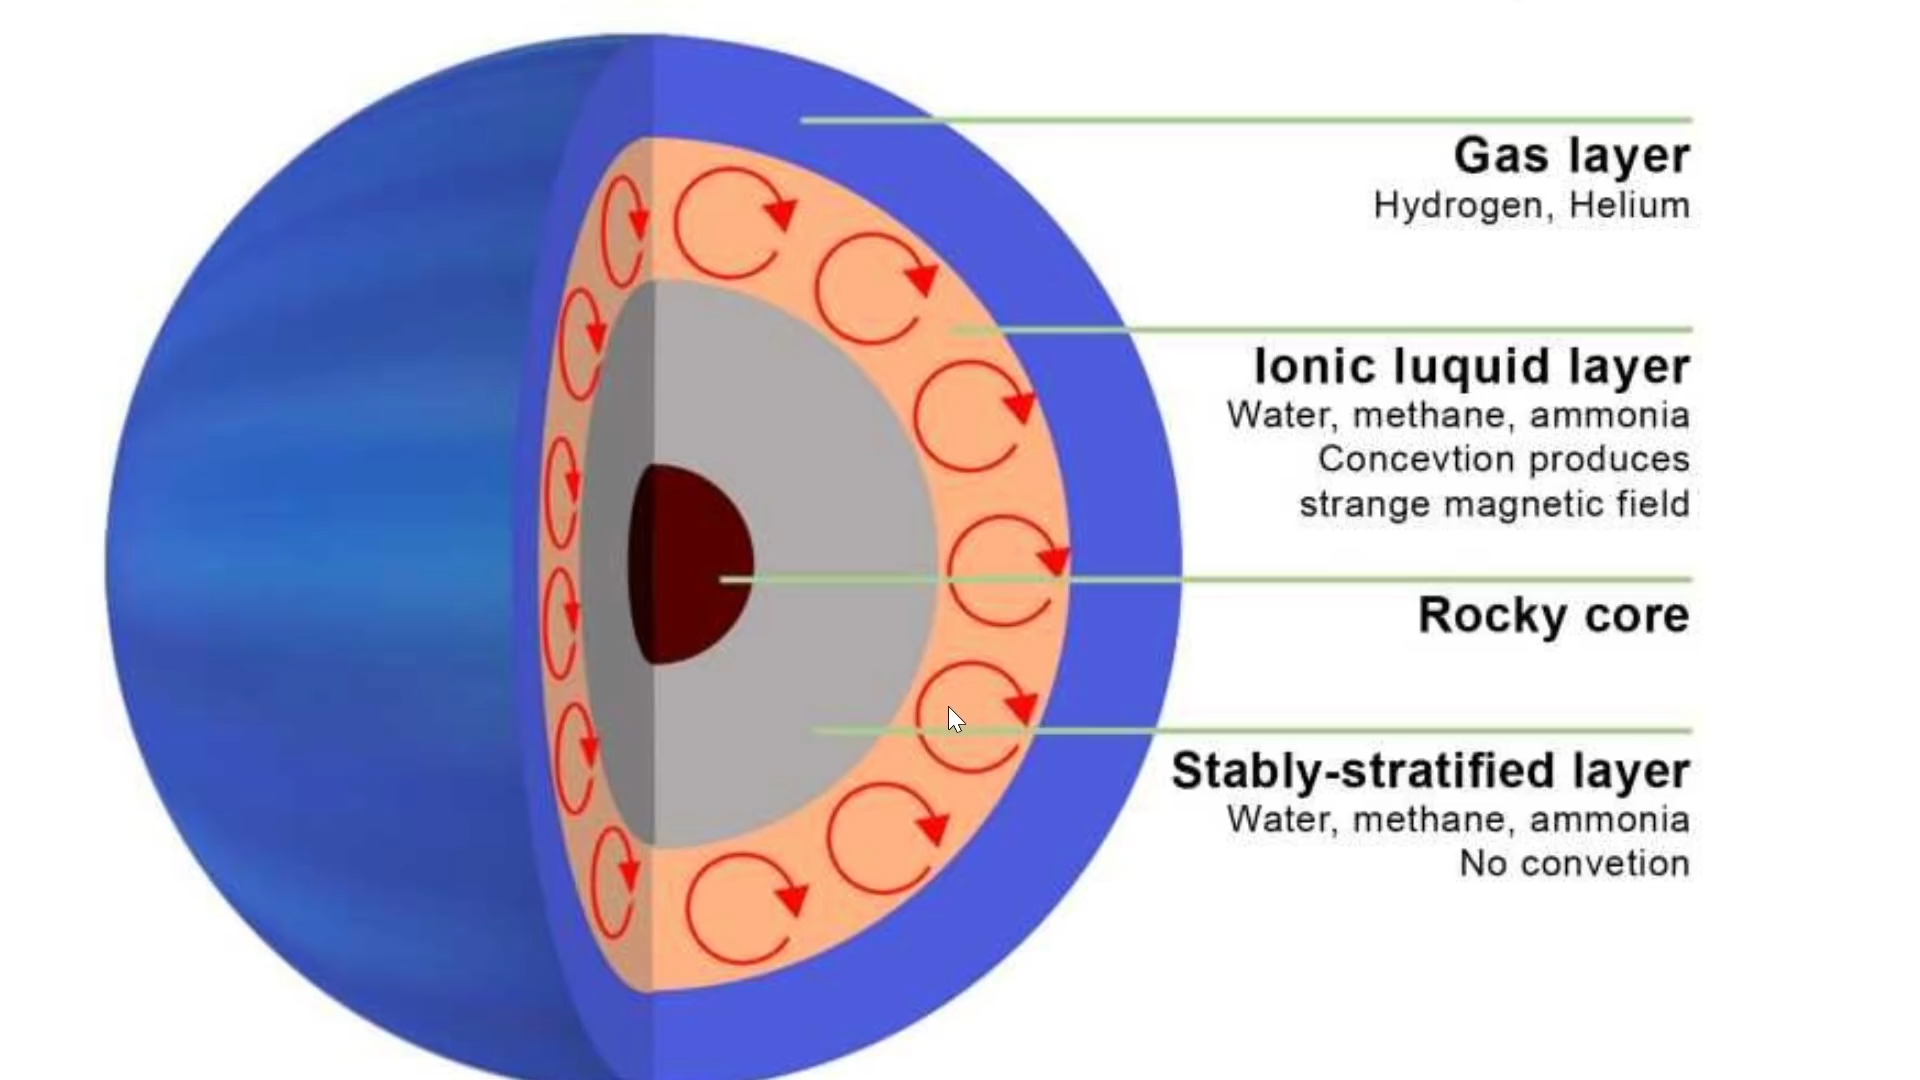 Gas layer
Hydrogen, Helium
Ionic luquid layer
Water, methane, ammonia
Concevtion produces
strange magnetic field
Rocky core
Stably-stratified layer
Water, methane, ammonia
No convetion